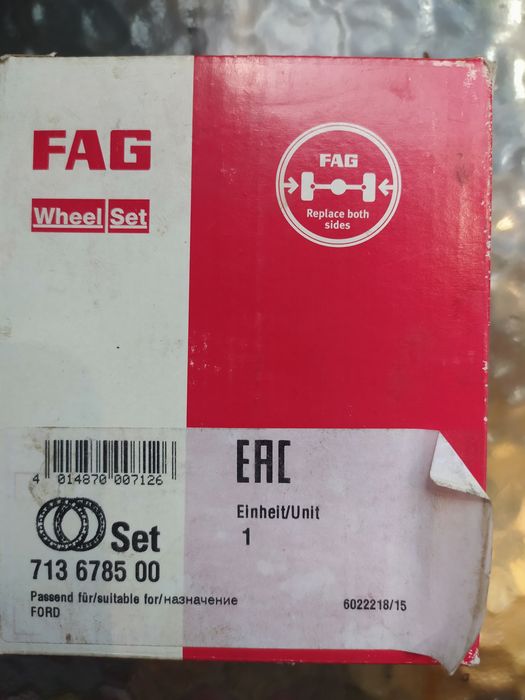 FAG
Wheel Set
FAG
Replace both
sides
4 014870 007126
EAC
Einheit/Unit
1
Set
713 6785 00
Passend für/suitable for/назначение
FORD
6022218/15